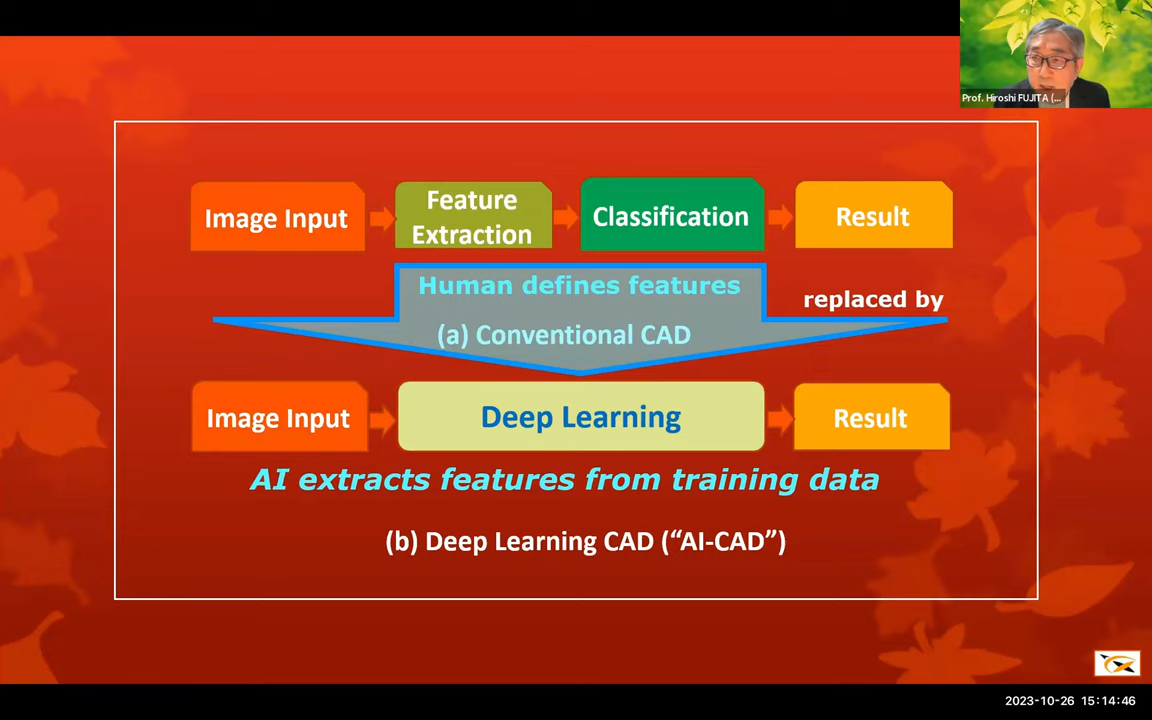 Prof. Hiroshi FUJITA (...
Image Input
Feature
Extraction
Classification
Result
Human defines features
replaced by
(a) Conventional CAD
Image Input
Deep Learning
Result
AI extracts features from training data
(b) Deep Learning CAD (“AI-CAD”)
2023-10-26 15:14:46